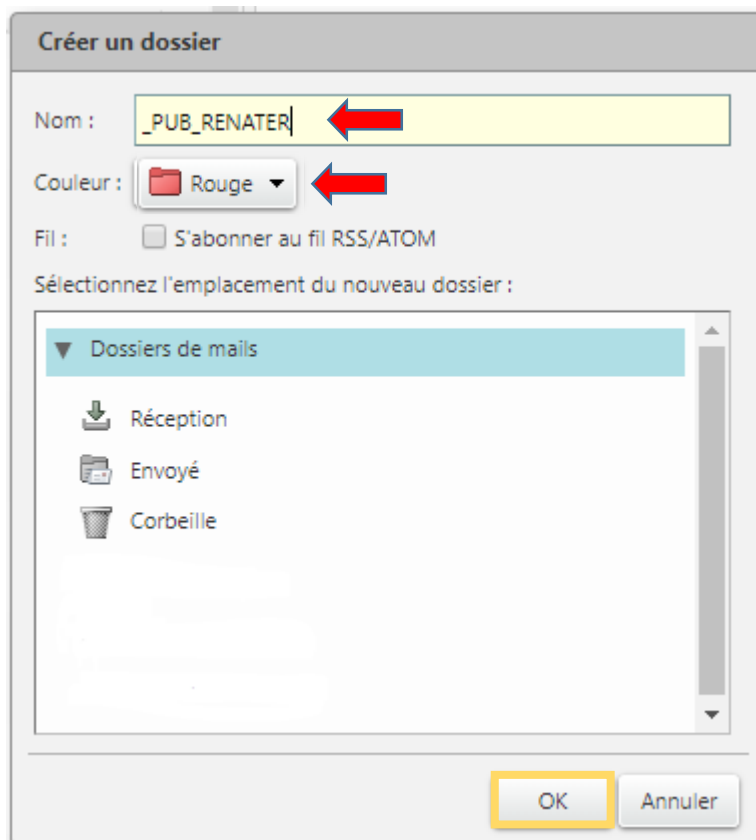 Créer un dossier
Nom : _PUB_RENATER
Couleur : Rouge
Fil : S'abonner au fil RSS/ATOM
Sélectionnez l'emplacement du nouveau dossier :
Dossiers de mails
Réception
Envoyé
Corbeille
OK Annuler